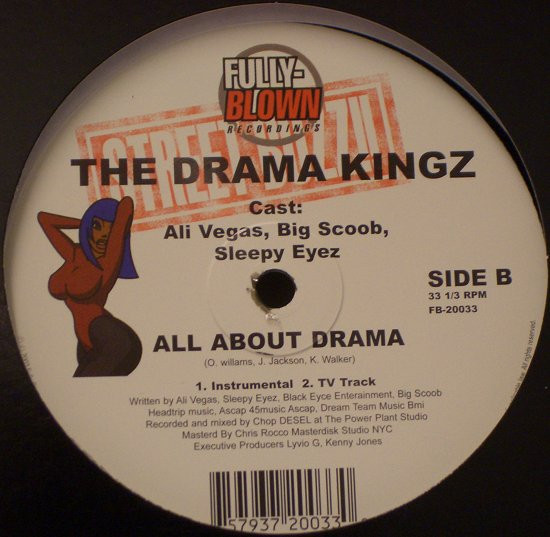 FULLY-
BLOWN
RECORDINGS
STREET
THE DRAMA KINGZ
Cast:
Ali Vegas, Big Scoob,
Sleepy Eyez
SIDE B
33 1/3 RPM
FB-20033
ALL ABOUT DRAMA
(O. willams, J. Jackson, K. Walker)
1. Instrumental 2. TV Track
Written by Ali Vegas, Sleepy Eyez, Black Eyce Enterainment, Big Scoob
Headtrip music, Ascap 45music Ascap, Dream Team Music Bmi
Recorded and mixed by Chop DESEL at The Power Plant Studio
Masterd By Chris Rocco Masterdisk Studio NYC
Executive Producers Lyvio G, Kenny Jones
57937 20033